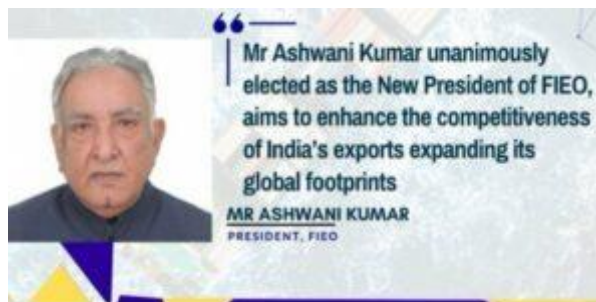 Mr Ashwani Kumar unanimously
elected as the New President of FIEO,
aims to enhance the competitiveness
of India's exports expanding its
global footprints
MR ASHWANI KUMAR
PRESIDENT, FIEO